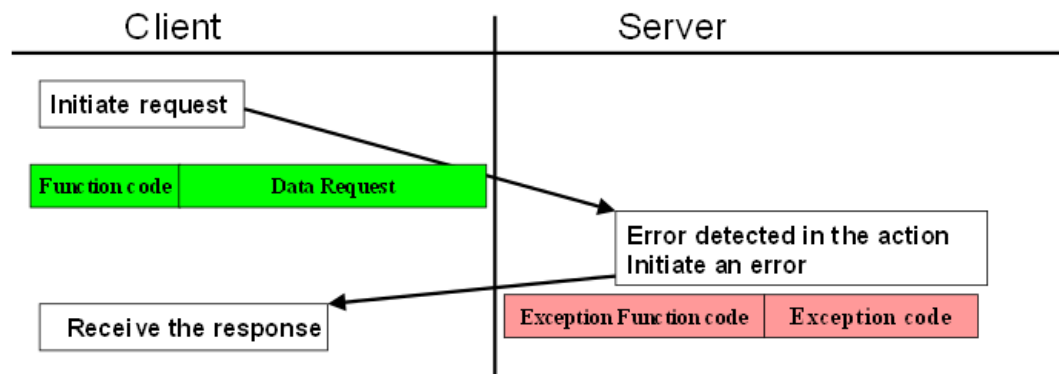 Client
Server
Initiate request
Function code
Data Request
Error detected in the action
Initiate an error
Receive the response
Exception Function code
Exception code